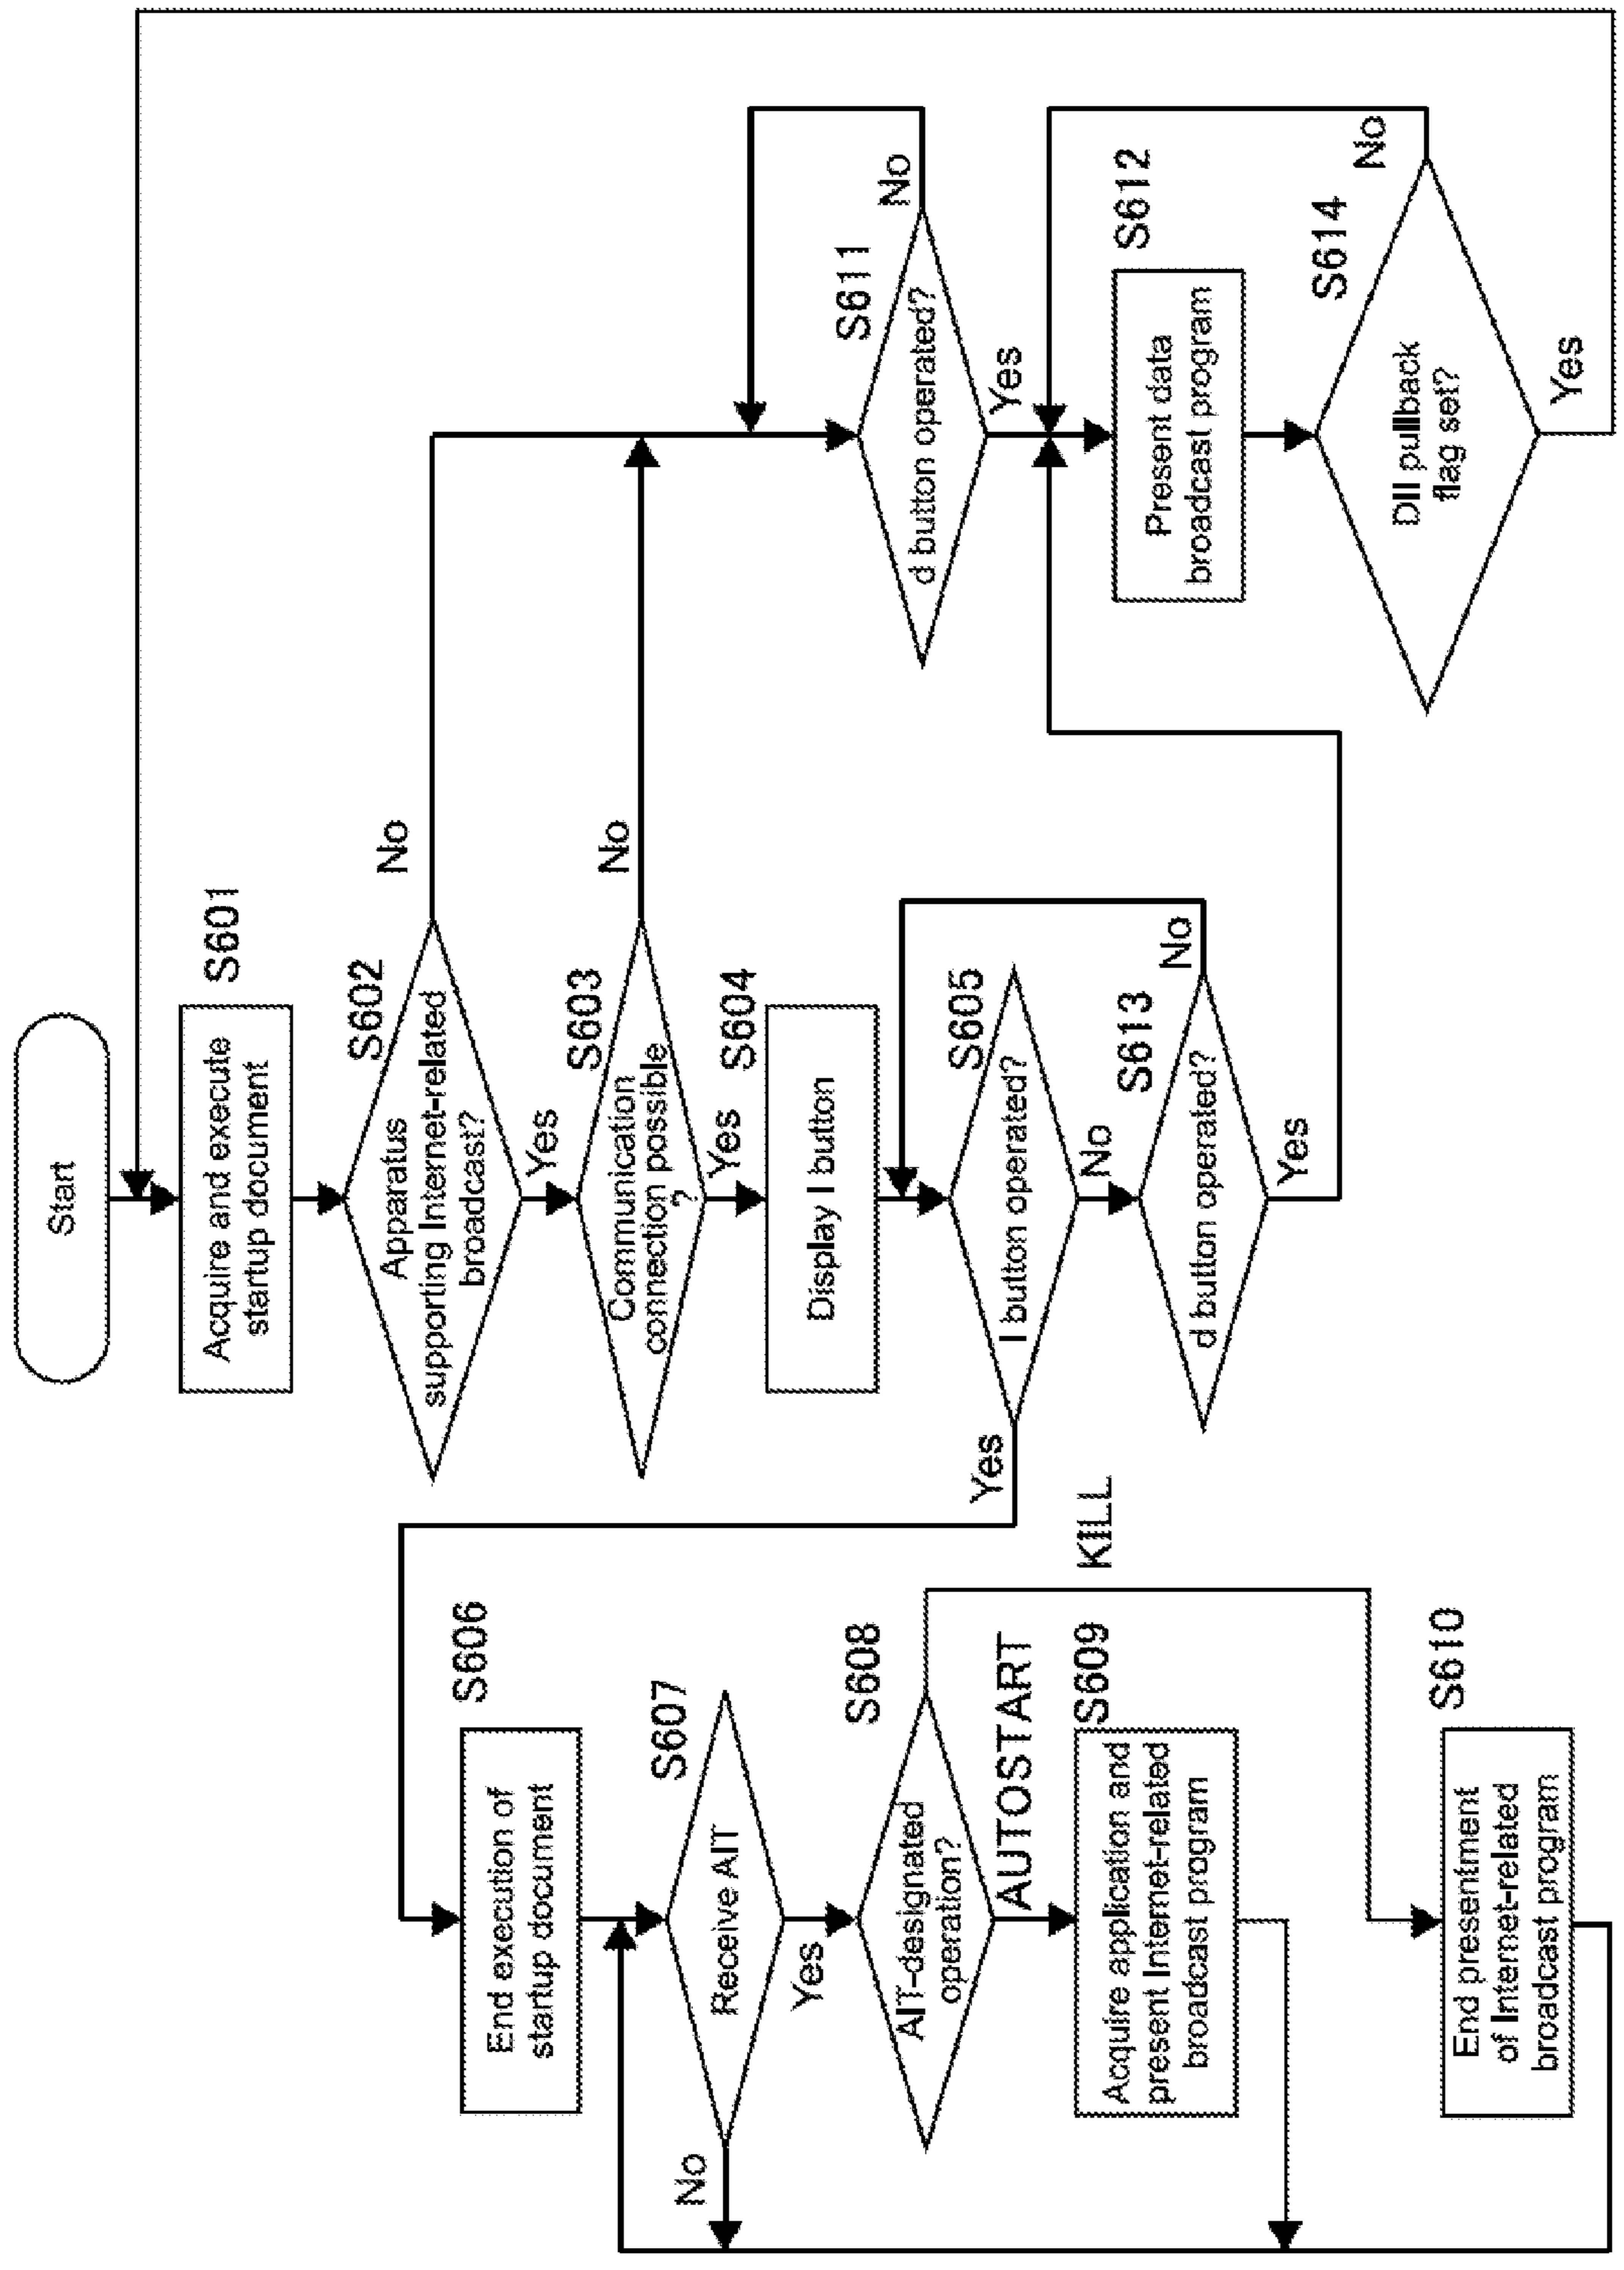 Start
S601
Acquire and execute
startup document
S602
Apparatus
supporting Internet-related
broadcast?
No
Yes
S603
Communication
connection possible
?
No
Yes
S604
Display I button
S605
I button operated?
Yes
No
S613
d button operated?
No
Yes
S606
End execution of
startup document
S607
Receive AIT
No
Yes
S608
AIT-designated
operation?
KILL
AUTOSTART
S609
Acquire application and
present Internet-related
broadcast program
S610
End presentment
of Internet-related
broadcast program
S611
d button operated?
No
Yes
S612
Present data
broadcast program
S614
DII pullback
flag set?
No
Yes